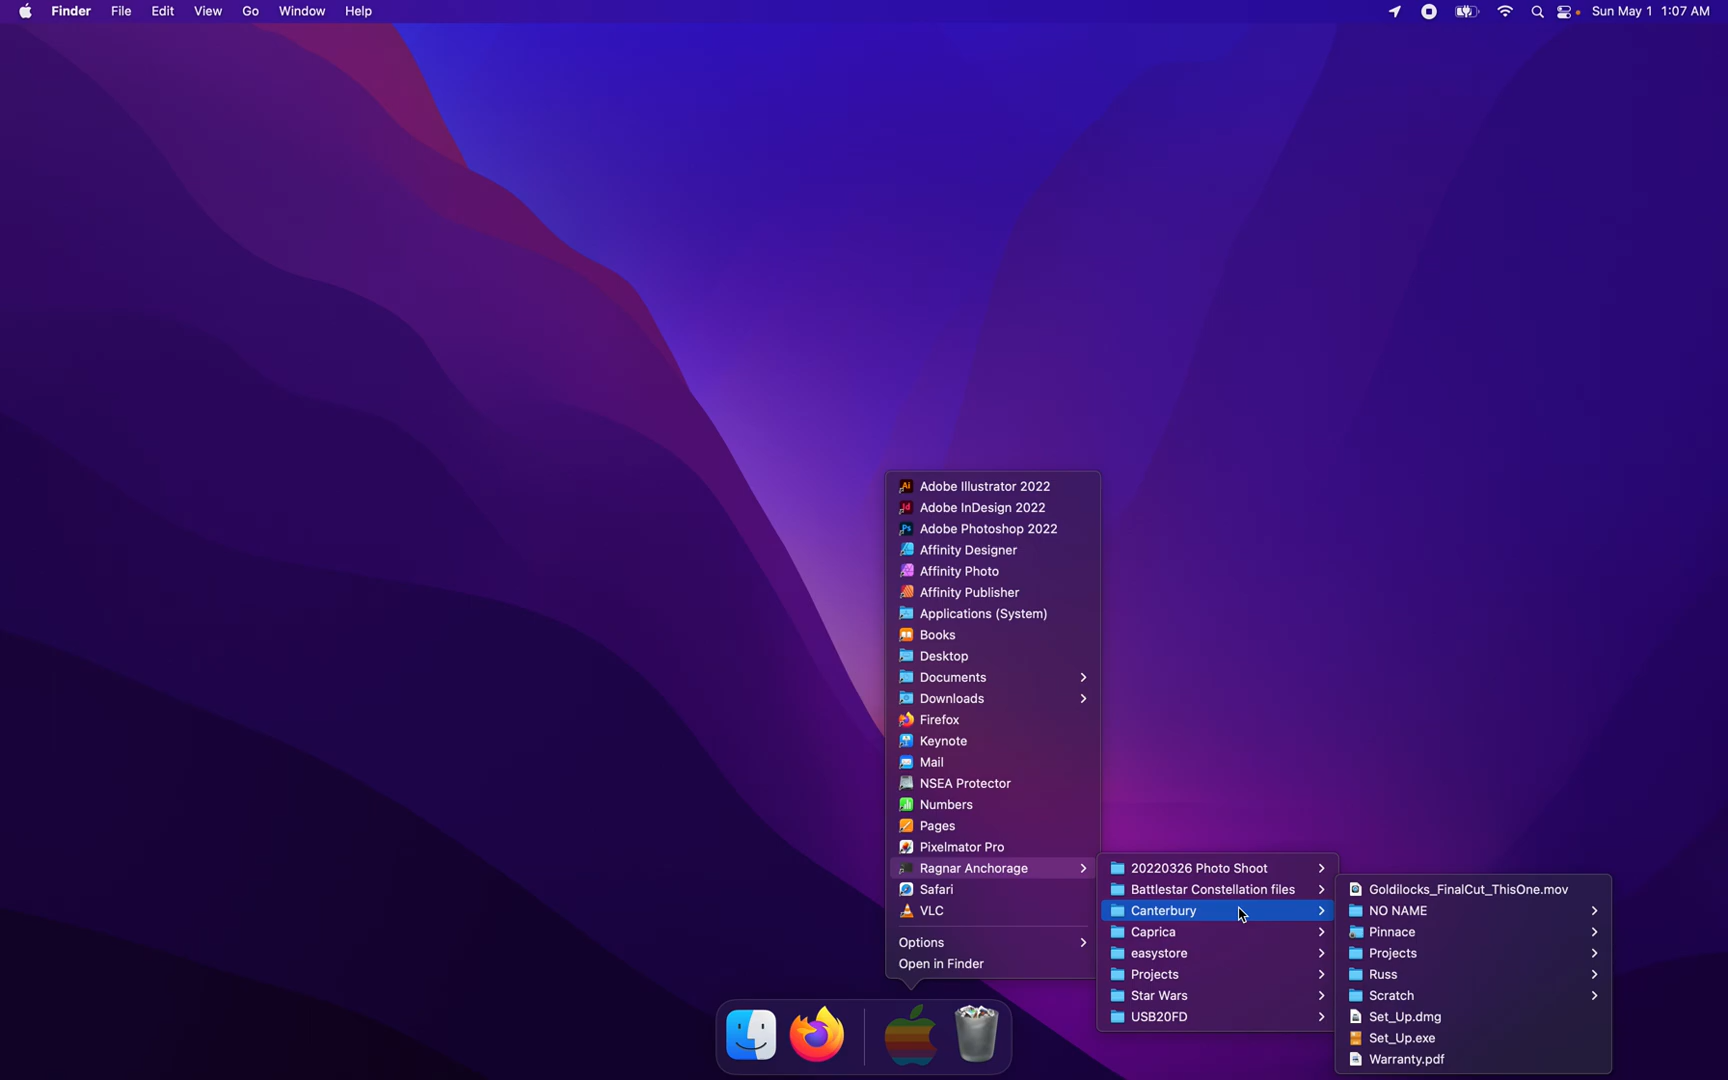 Finder File Edit View Go Window Help Sun May 1 1:07 AM
Adobe Illustrator 2022
Adobe InDesign 2022
Adobe Photoshop 2022
Affinity Designer
Affinity Photo
Affinity Publisher
Applications (System)
Books
Desktop
Documents
Downloads
Firefox
Keynote
Mail
NSEA Protector
Numbers
Pages
Pixelmator Pro
Ragnar Anchorage
Safari
VLC
Options
Open in Finder
20220326 Photo Shoot
Battlestar Constellation files
Canterbury
Caprica
easystore
Projects
Star Wars
USB20FD
Goldilocks_FinalCut_ThisOne.mov
NO NAME
Pinnace
Projects
Russ
Scratch
Set_Up.dmg
Set_Up.exe
Warranty.pdf